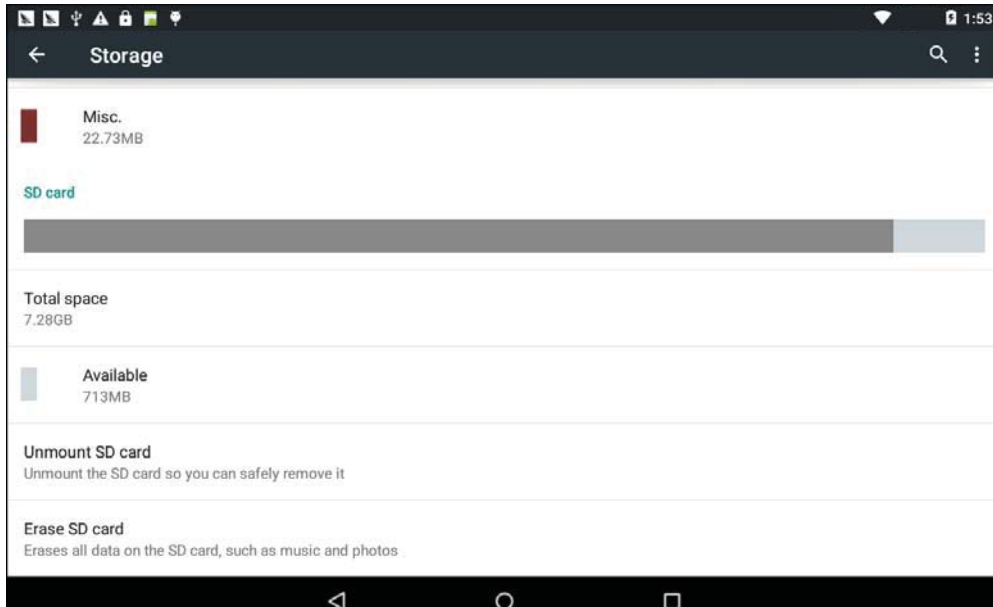 1:53
Storage
Misc.
22.73MB
SD card
Total space
7.28GB
Available
713MB
Unmount SD card
Unmount the SD card so you can safely remove it
Erase SD card
Erases all data on the SD card, such as music and photos